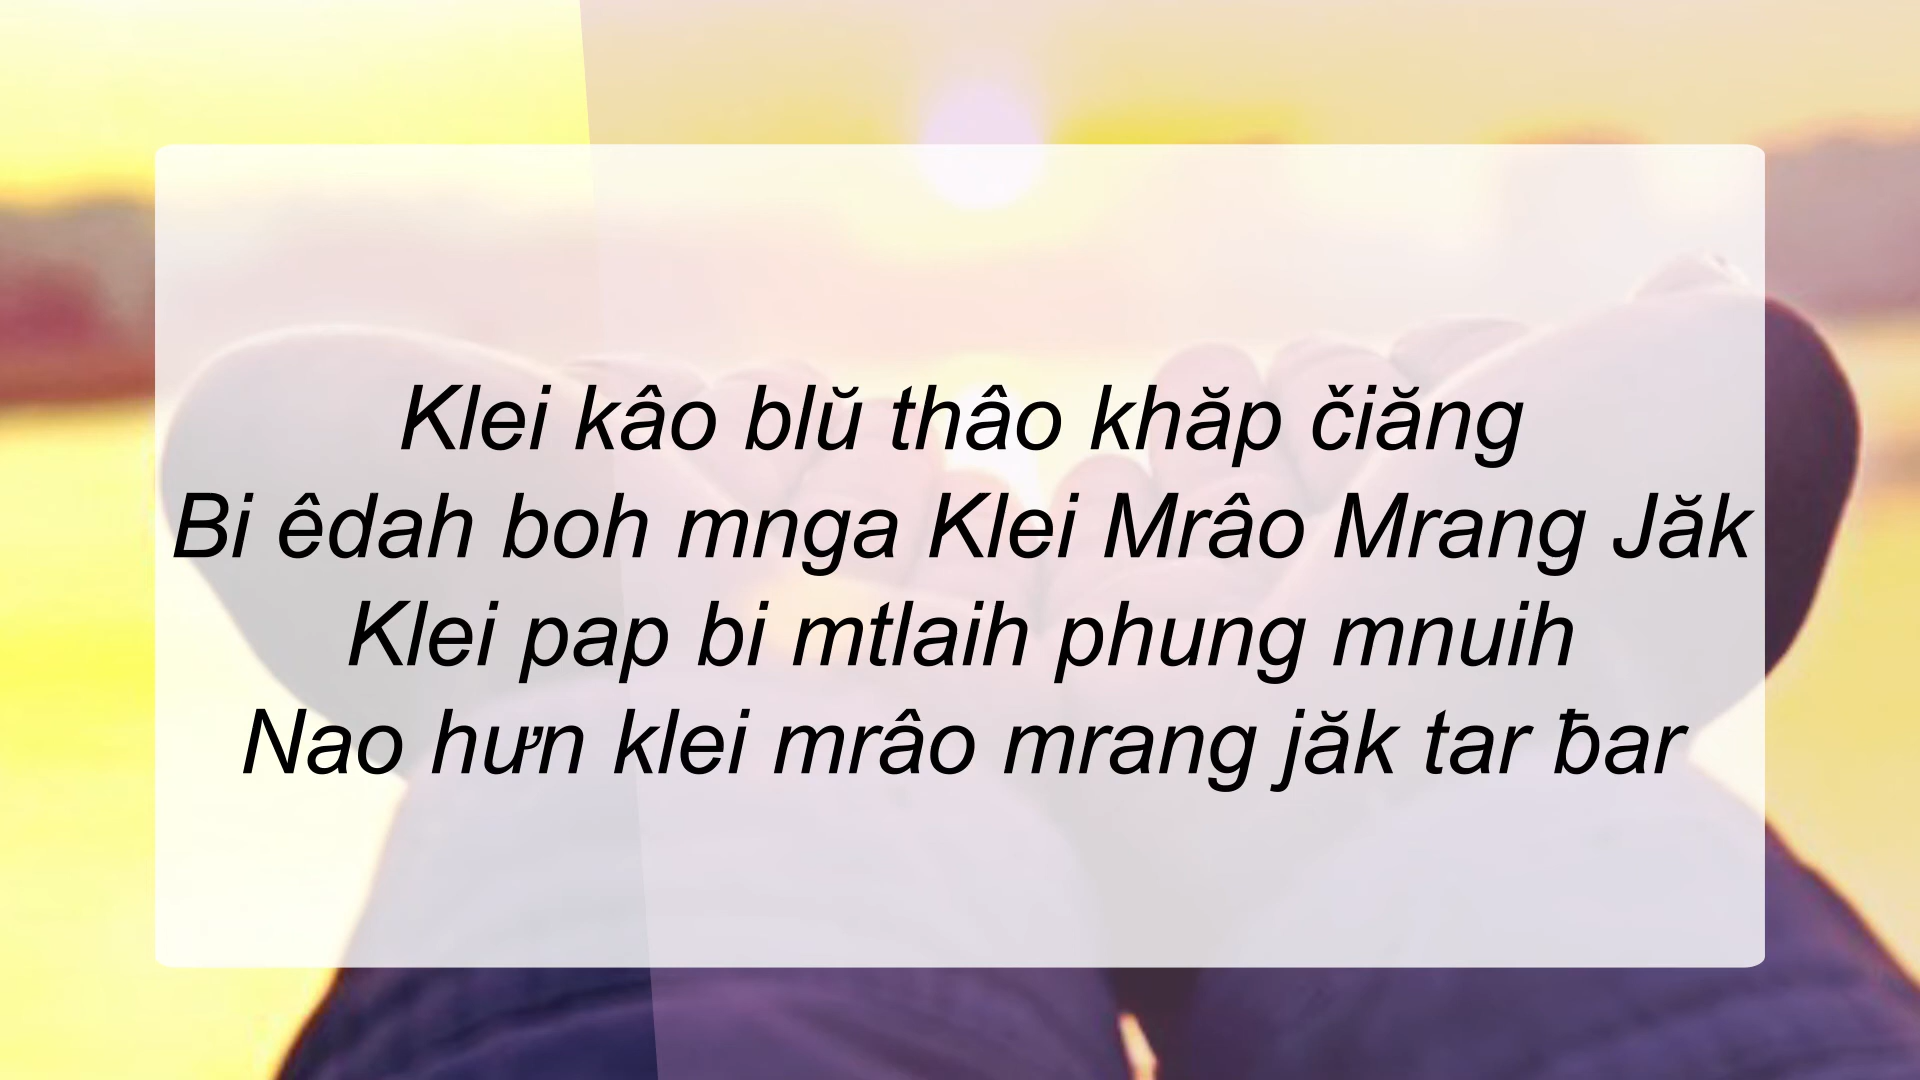 Klei kâo blŭ thâo khăp čiăng
Bi êdah boh mnga Klei Mrâo Mrang Jăk
Klei pap bi mtlaih phung mnuih
Nao hưn klei mrâo mrang jăk tar ƀar